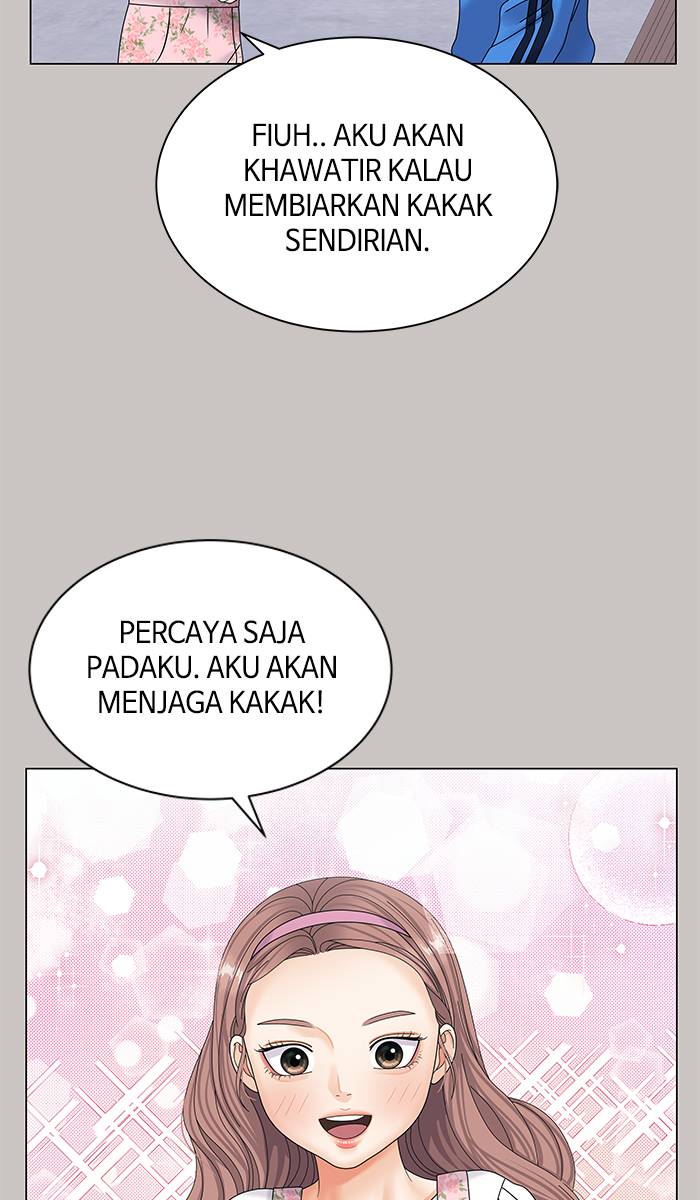 FIUH.. AKU AKAN
KHAWATIR KALAU
MEMBIARKAN KAKAK
SENDIRIAN.
PERCAYA SAJA
PADAKU. AKU AKAN
MENJAGA KAKAK!